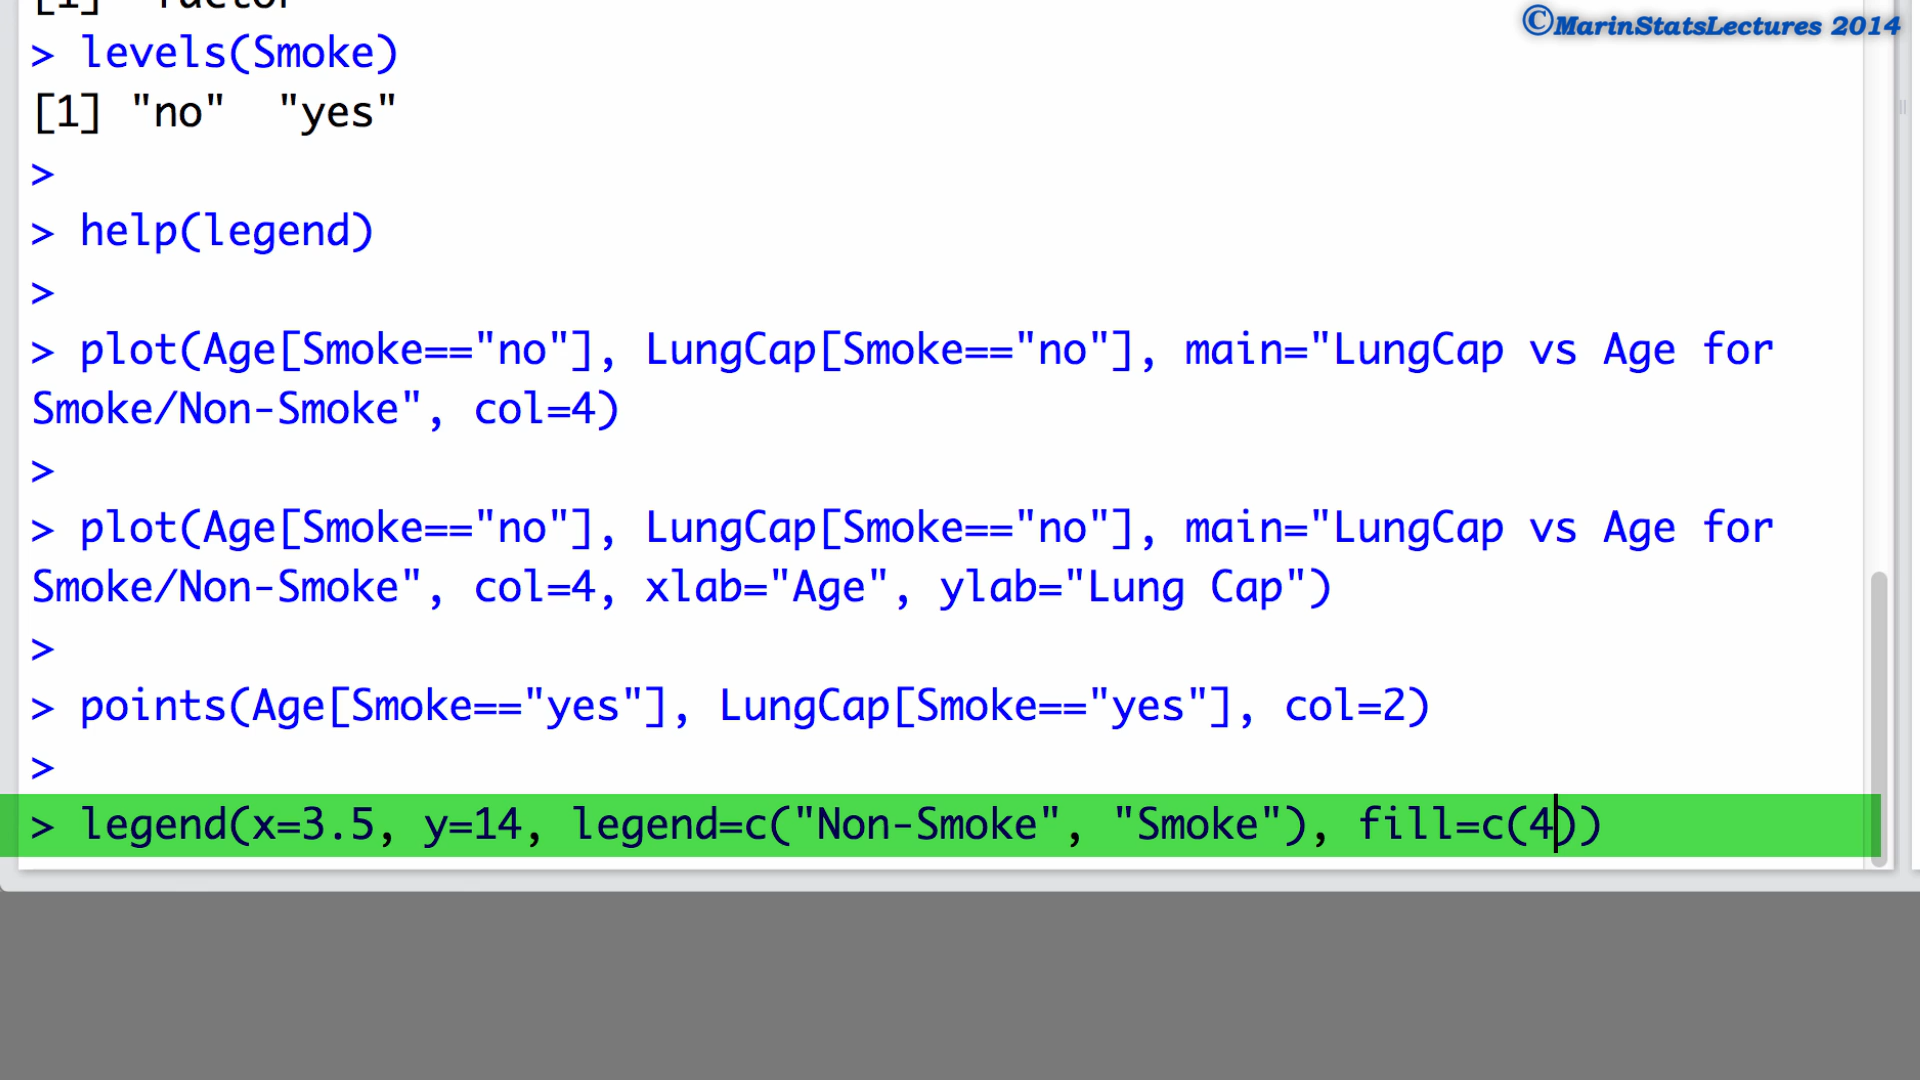 [1] "factor"
©MarinStatsLectures 2014
> levels(Smoke)
[1] "no"  "yes"
>
> help(legend)
>
> plot(Age[Smoke=="no"], LungCap[Smoke=="no"], main="LungCap vs Age for
Smoke/Non-Smoke", col=4)
>
> plot(Age[Smoke=="no"], LungCap[Smoke=="no"], main="LungCap vs Age for
Smoke/Non-Smoke", col=4, xlab="Age", ylab="Lung Cap")
>
> points(Age[Smoke=="yes"], LungCap[Smoke=="yes"], col=2)
>
> legend(x=3.5, y=14, legend=c("Non-Smoke", "Smoke"), fill=c(4))